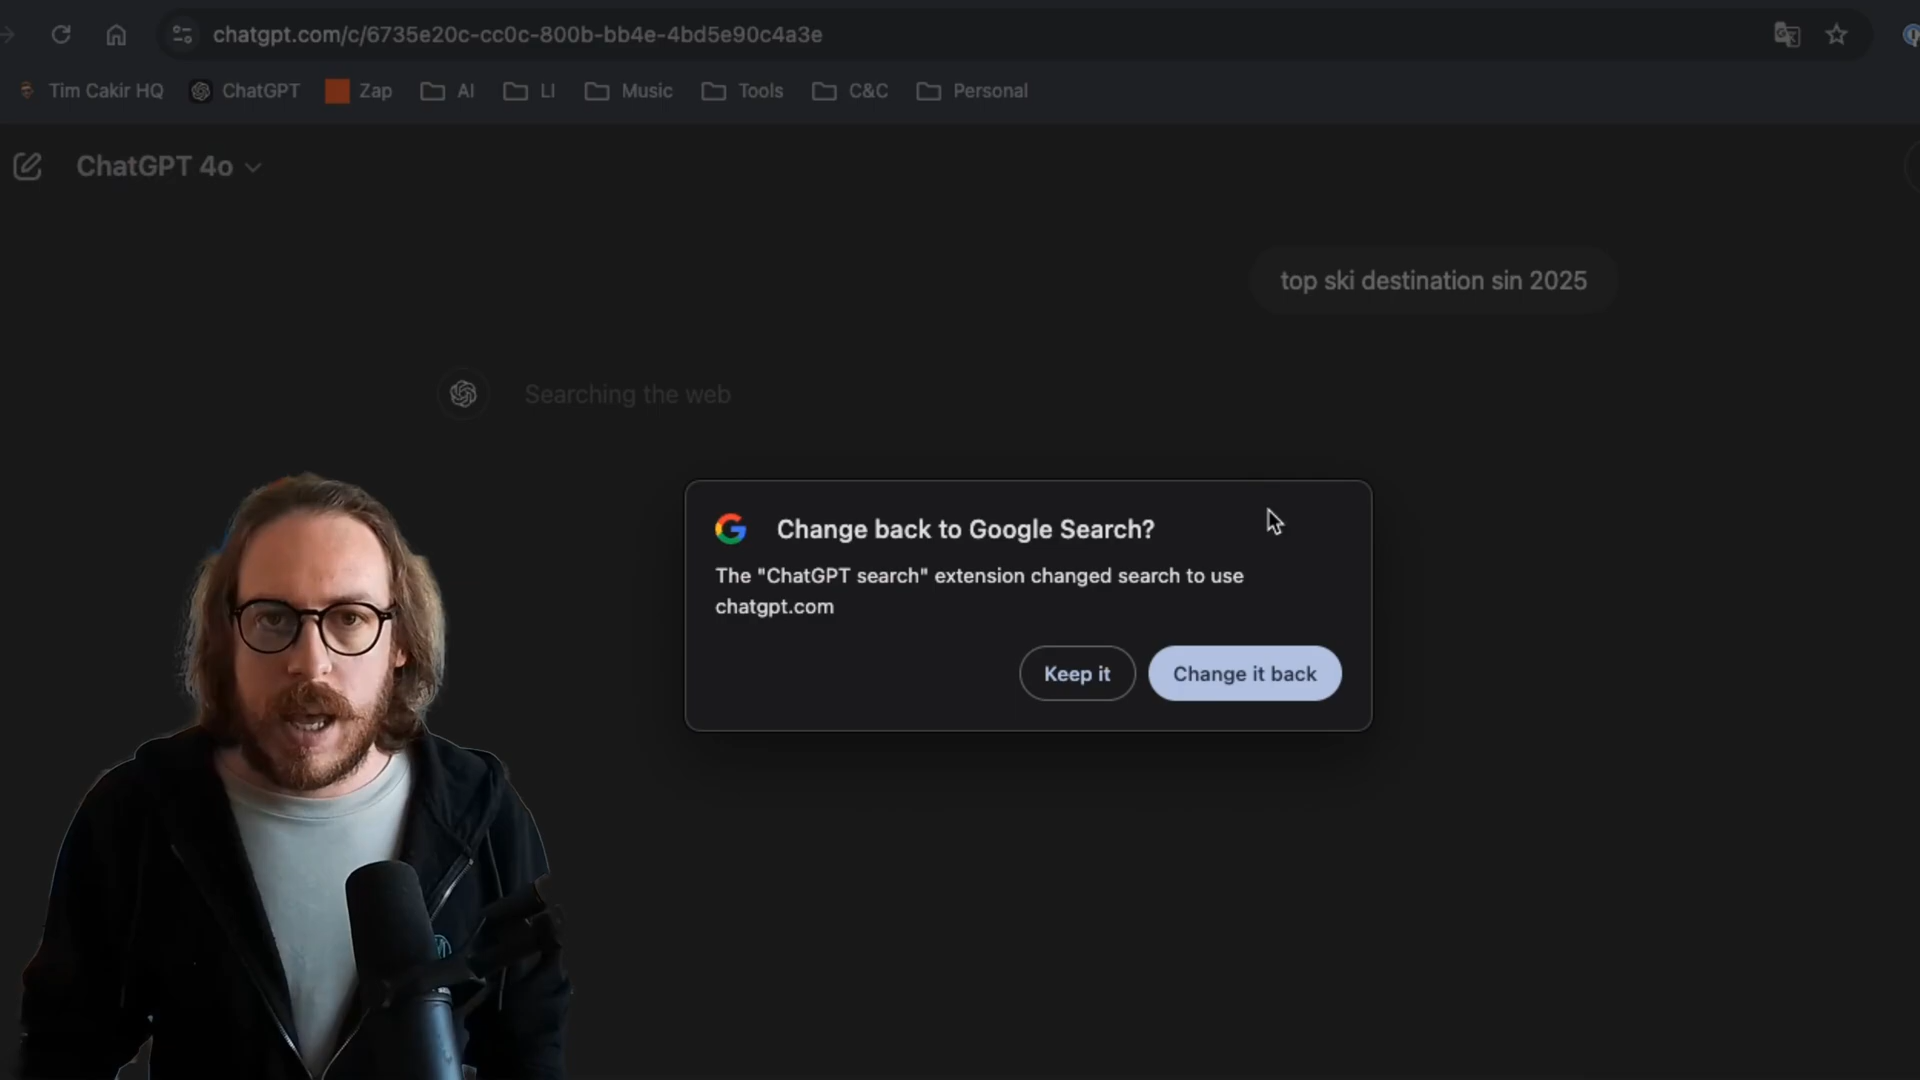 chatgpt.com/c/6735e20c-cc0c-800b-bb4e-4bd5e90c4a3e
Tim Cakir HQ ChatGPT Zap AI LI Music Tools C&C Personal
ChatGPT 4o
top ski destination sin 2025
Searching the web
Change back to Google Search?
The "ChatGPT search" extension changed search to use
chatgpt.com
Keep it Change it back